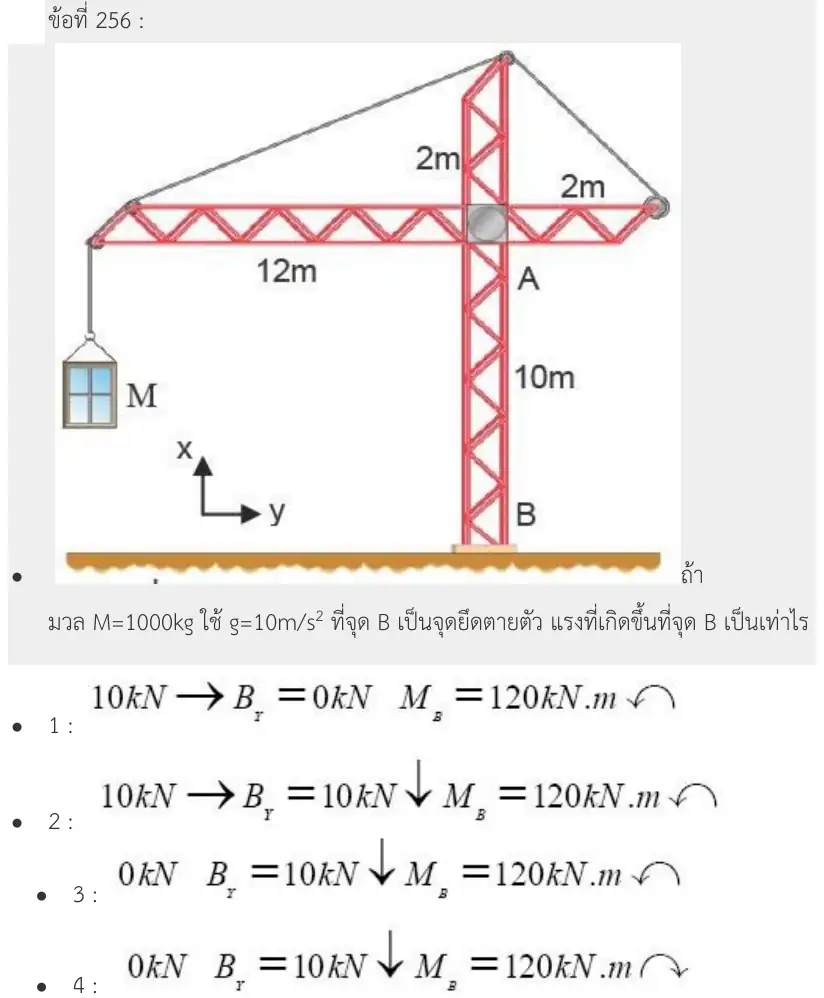 ข้อที่ 256 :
2m
2m
12m
A
M
10m
x
y
B
ถ้า
มวล M=1000kg ใช้ g=10m/s² ที่จุด B เป็นจุดยึดตายตัว แรงที่เกิดขึ้นที่จุด B เป็นเท่าไร
1 : 10kN → B_Y = 0kN M_B = 120kN.m ↶
2 : 10kN → B_Y = 10kN ↓ M_B = 120kN.m ↶
3 : 0kN B_Y = 10kN ↓ M_B = 120kN.m ↶
4 : 0kN B_Y = 10kN ↓ M_B = 120kN.m ↷